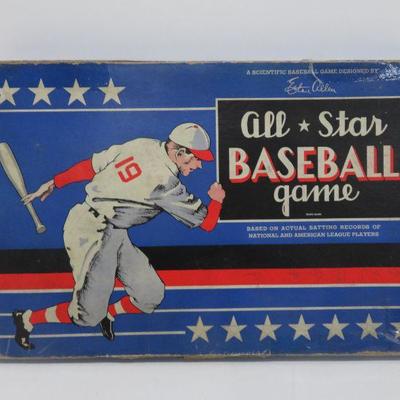 A SCIENTIFIC BASEBALL GAME DESIGNED BY
Ethan Allen
All ★ Star
BASEBALL
game
BASED ON ACTUAL BATTING RECORDS OF
NATIONAL AND AMERICAN LEAGUE PLAYERS
19